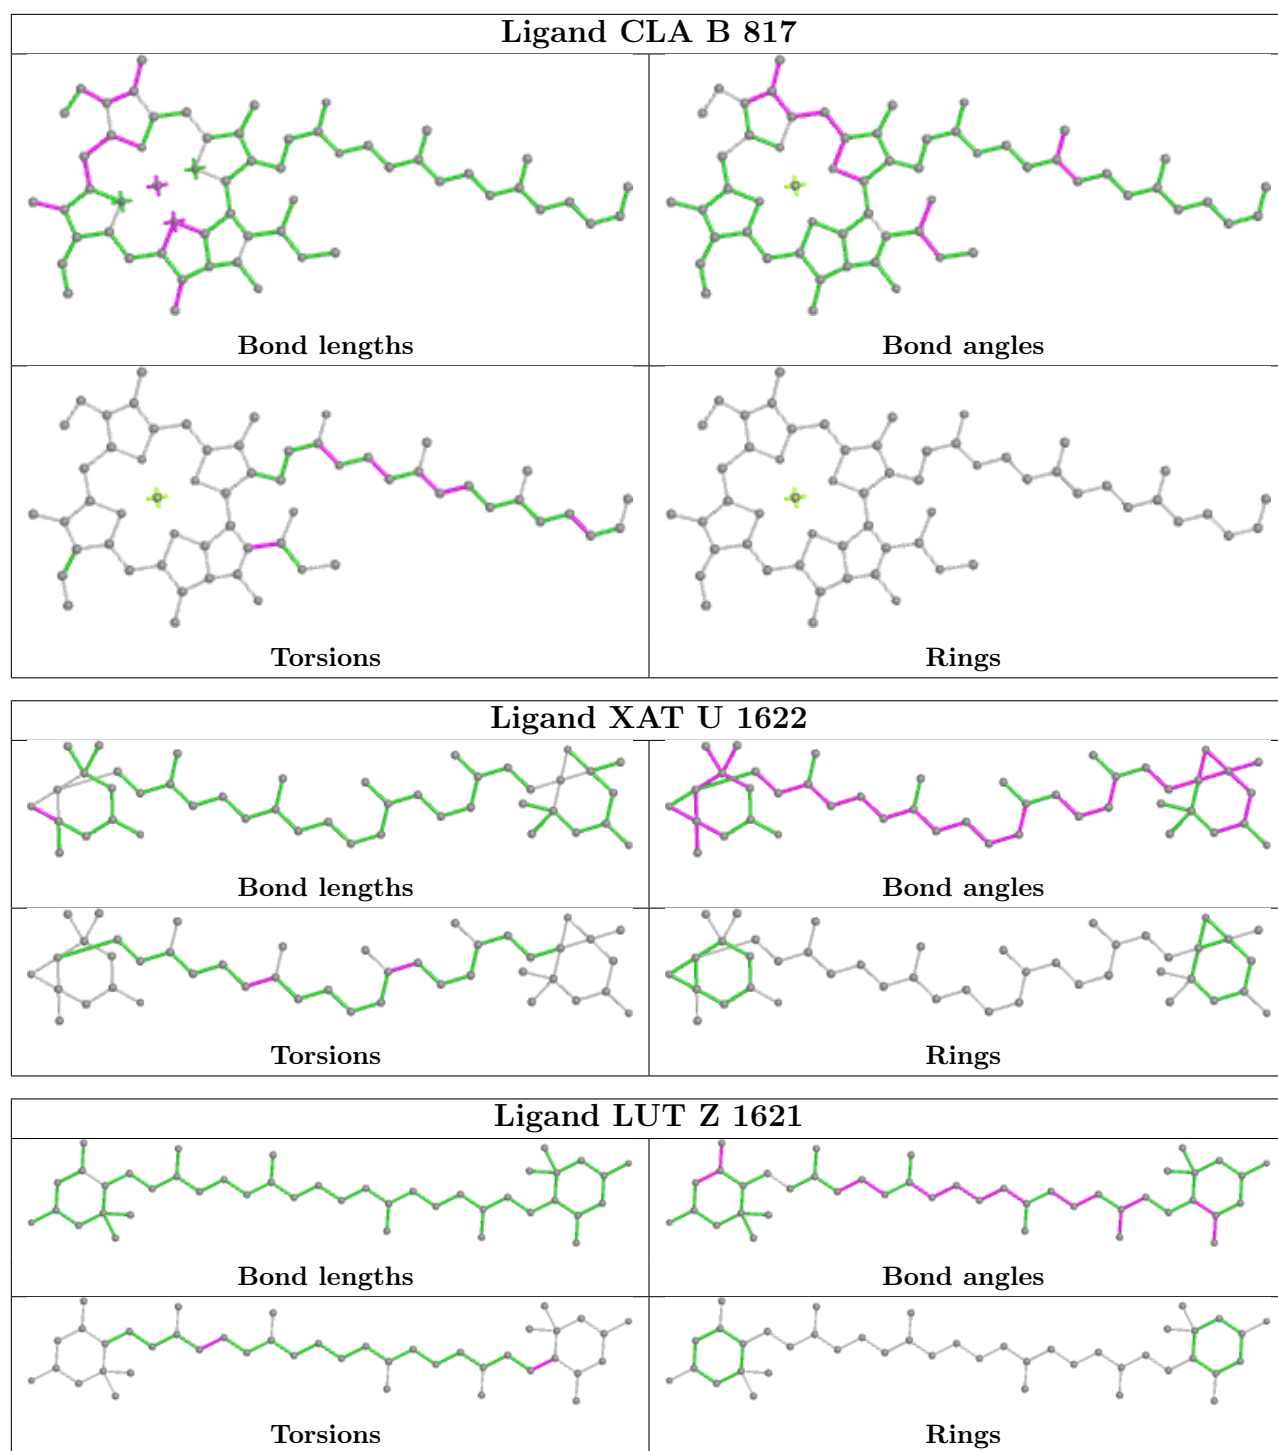 Ligand CLA B 817
Bond lengths
Bond angles
Torsions
Rings
Ligand XAT U 1622
Bond lengths
Bond angles
Torsions
Rings
Ligand LUT Z 1621
Bond lengths
Bond angles
Torsions
Rings